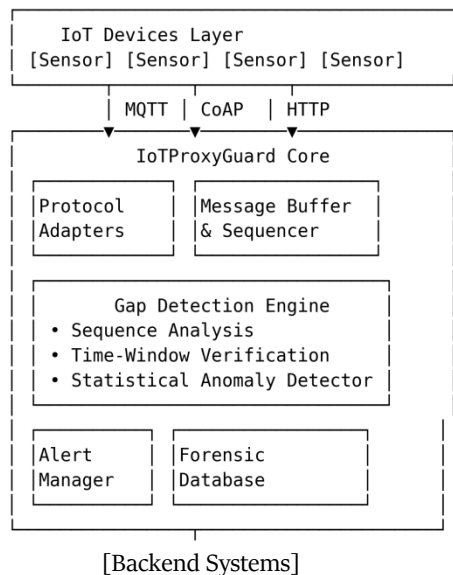 IoT Devices Layer
[Sensor] [Sensor] [Sensor] [Sensor]
MQTT CoAP HTTP
IoTProxyGuard Core
Protocol Message Buffer
Adapters & Sequencer
Gap Detection Engine
• Sequence Analysis
• Time-Window Verification
• Statistical Anomaly Detector
Alert Forensic
Manager Database
[Backend Systems]